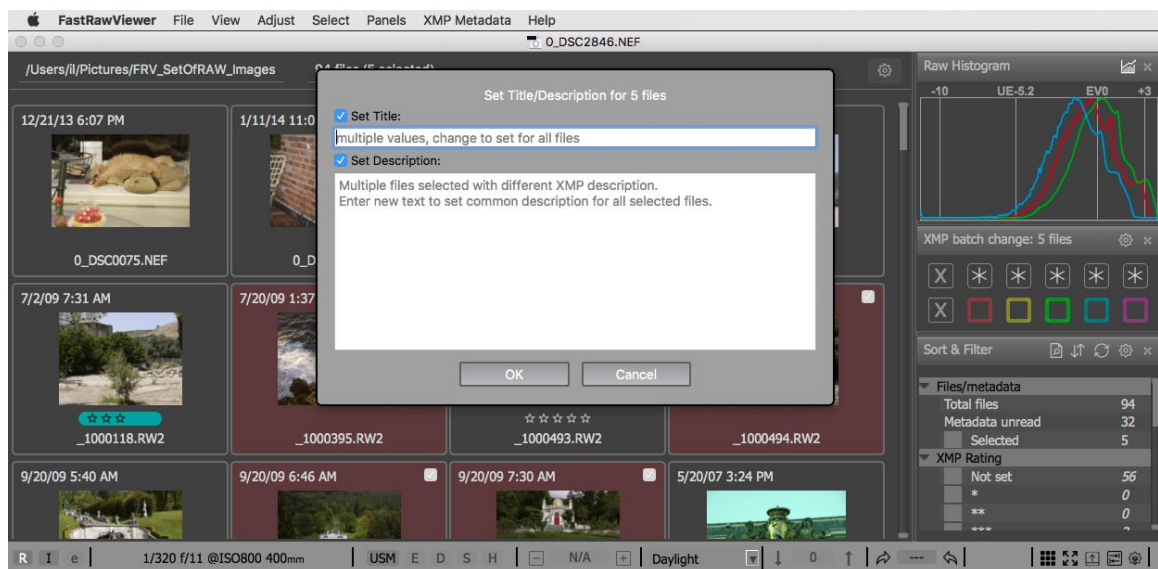 FastRawViewer File View Adjust Select Panels XMP Metadata Help
0_DSC2846.NEF
/Users/il/Pictures/FRV_SetOfRAW_Images
Raw Histogram
-10 UE-5.2 EV0 +3
Set Title/Description for 5 files
Set Title:
multiple values, change to set for all files
Set Description:
Multiple files selected with different XMP description.
Enter new text to set common description for all selected files.
OK Cancel
12/21/13 6:07 PM
1/11/14 11:0
0_DSC0075.NEF
0_D
7/2/09 7:31 AM
7/20/09 1:37
_1000118.RW2
_1000395.RW2
_1000493.RW2
_1000494.RW2
9/20/09 5:40 AM
9/20/09 6:46 AM
9/20/09 7:30 AM
5/20/07 3:24 PM
XMP batch change: 5 files
X * * * * *
X
Sort & Filter
Files/metadata
Total files 94
Metadata unread 32
Selected 5
XMP Rating
Not set 56
* 0
** 0
R I e 1/320 f/11 @ISO800 400mm USM E D S H - N/A + Daylight 0 ---